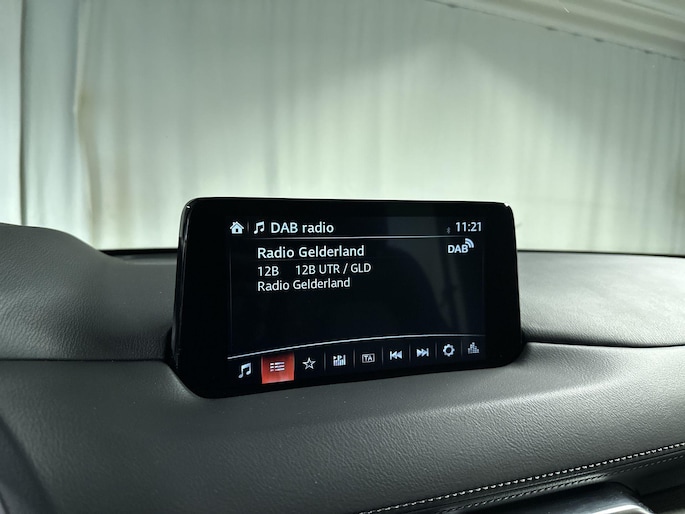 DAB radio 11:21
Radio Gelderland DAB
12B 12B UTR / GLD
Radio Gelderland
TA